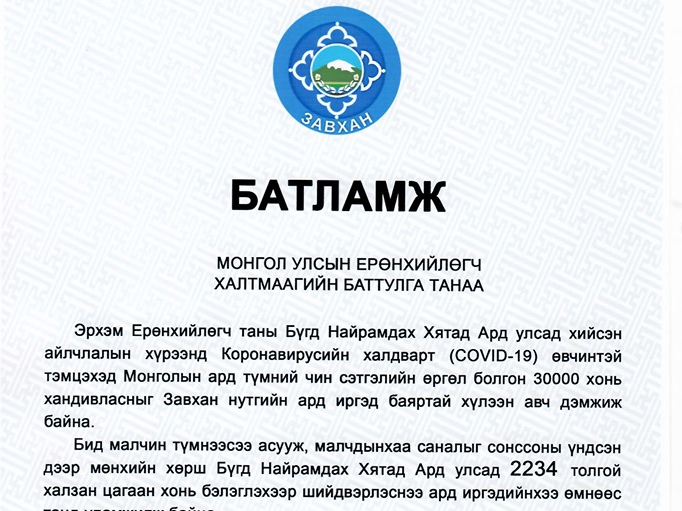 ЗАВХАН
БАТЛАМЖ
МОНГОЛ УЛСЫН ЕРӨНХИЙЛӨГЧ
ХАЛТМААГИЙН БАТТУЛГА ТАНАА
Эрхэм Ерөнхийлөгч таны Бүгд Найрамдах Хятад Ард улсад хийсэн
айлчлалын хүрээнд Коронавирусийн халдварт (COVID-19) өвчинтэй
тэмцэхэд Монголын ард түмний чин сэтгэлийн өргөл болгон 30000 хонь
хандивласныг Завхан нутгийн ард иргэд баяртай хүлээн авч дэмжиж
байна.
Бид малчин түмнээсээ асууж, малчдынхаа саналыг сонссоны үндсэн
дээр мөнхийн хөрш Бүгд Найрамдах Хятад Ард улсад 2234 толгой
халзан цагаан хонь бэлэглэхээр шийдвэрлэснээ ард иргэдийнхээ өмнөөс